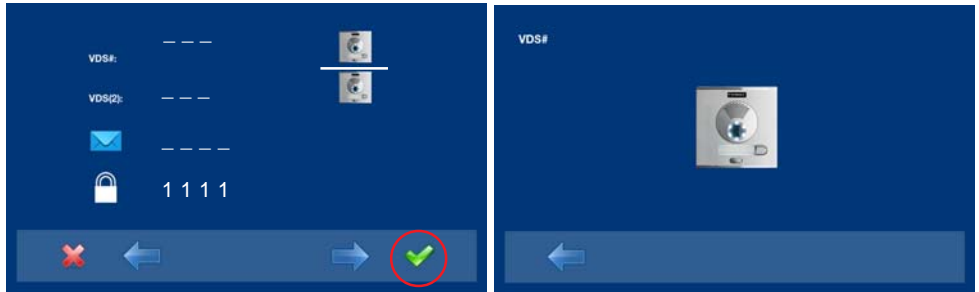 VDS#:
_ _ _
VDS(2):
_ _ _
_ _ _ _
1 1 1 1
VDS#